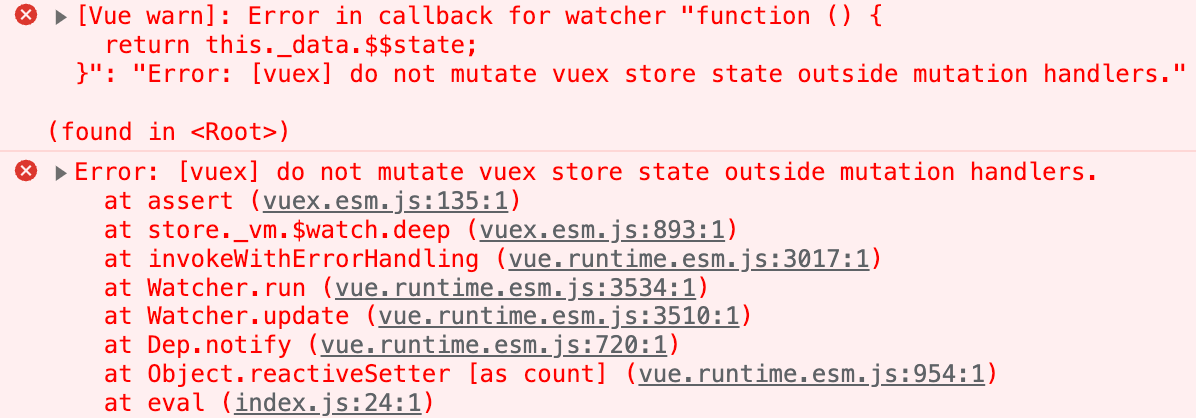 [Vue warn]: Error in callback for watcher "function () {
return this._data.$$state;
}": "Error: [vuex] do not mutate vuex store state outside mutation handlers."
(found in <Root>)
Error: [vuex] do not mutate vuex store state outside mutation handlers.
at assert (vuex.esm.js:135:1)
at store._vm.$watch.deep (vuex.esm.js:893:1)
at invokeWithErrorHandling (vue.runtime.esm.js:3017:1)
at Watcher.run (vue.runtime.esm.js:3534:1)
at Watcher.update (vue.runtime.esm.js:3510:1)
at Dep.notify (vue.runtime.esm.js:720:1)
at Object.reactiveSetter [as count] (vue.runtime.esm.js:954:1)
at eval (index.js:24:1)